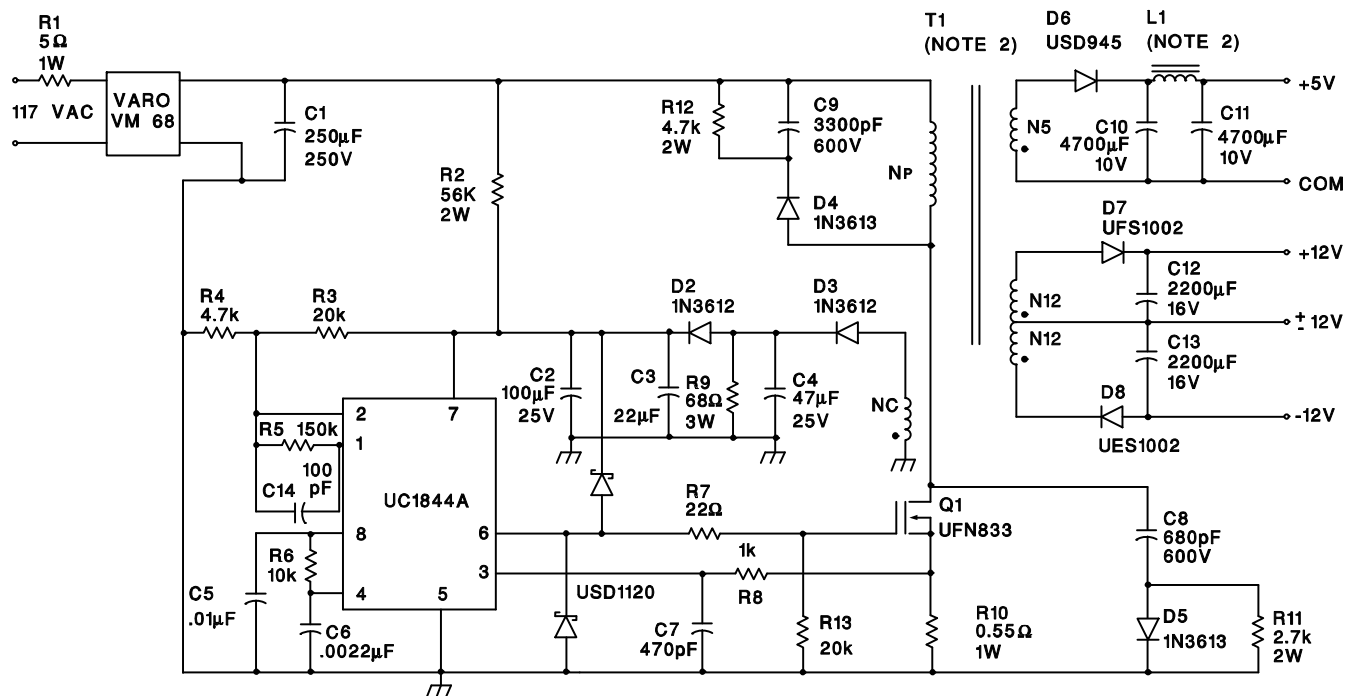 R1
5Ω
1W
117 VAC
VARO
VM 68
C1
250µF
250V
R2
56K
2W
R12
4.7k
2W
C9
3300pF
600V
D4
1N3613
NP
T1
(NOTE 2)
D6
USD945
L1
(NOTE 2)
+5V
N5
C10
4700µF
10V
C11
4700µF
10V
COM
D7
UFS1002
+12V
N12
C12
2200µF
16V
± 12V
N12
C13
2200µF
16V
D8
UES1002
-12V
R4
4.7k
R3
20k
D2
1N3612
D3
1N3612
C2
100µF
25V
C3
22µF
R9
68Ω
3W
C4
47µF
25V
NC
2
7
R5 150k
1
100
pF
C14
UC1844A
8
6
R6
10k
3
4
5
C5
.01µF
C6
.0022µF
USD1120
R7
22Ω
1k
R8
C7
470pF
R13
20k
Q1
UFN833
R10
0.55Ω
1W
C8
680pF
600V
D5
1N3613
R11
2.7k
2W